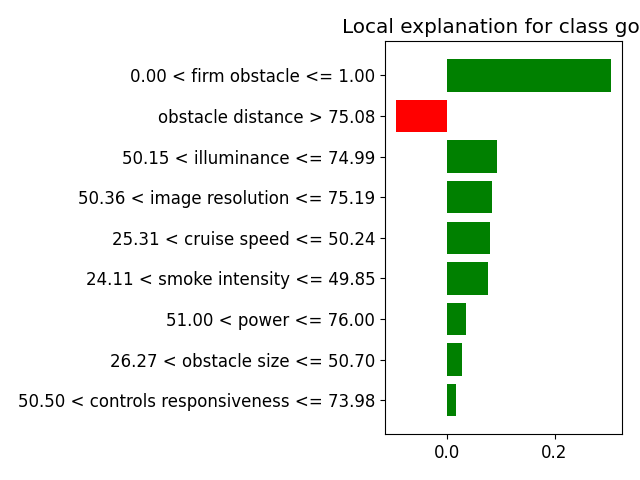 Local explanation for class go
0.00 < firm obstacle <= 1.00
obstacle distance > 75.08
50.15 < illuminance <= 74.99
50.36 < image resolution <= 75.19
25.31 < cruise speed <= 50.24
24.11 < smoke intensity <= 49.85
51.00 < power <= 76.00
26.27 < obstacle size <= 50.70
50.50 < controls responsiveness <= 73.98
0.0 0.2